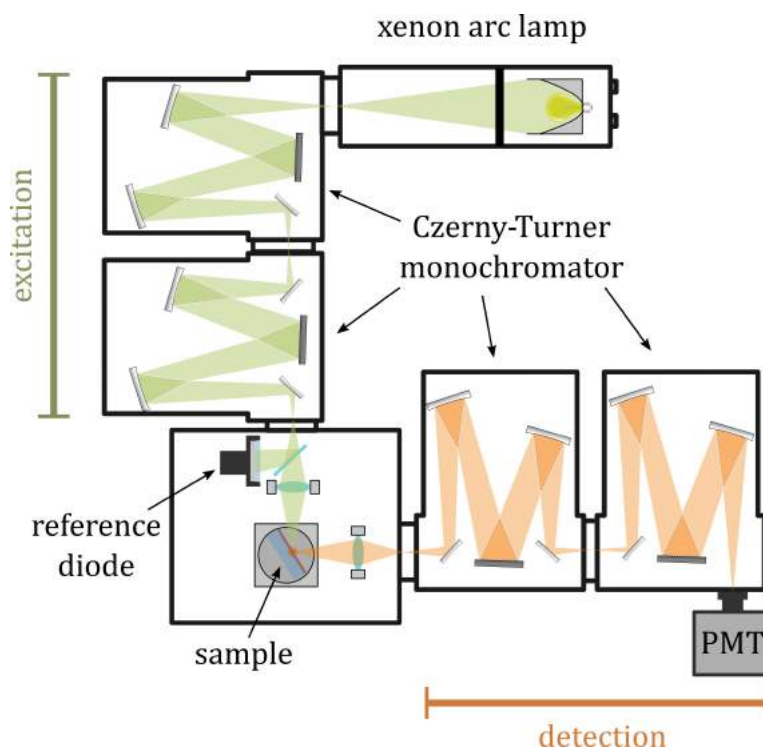 xenon arc lamp
excitation
Czerny-Turner
monochromator
reference
diode
sample
PMT
detection